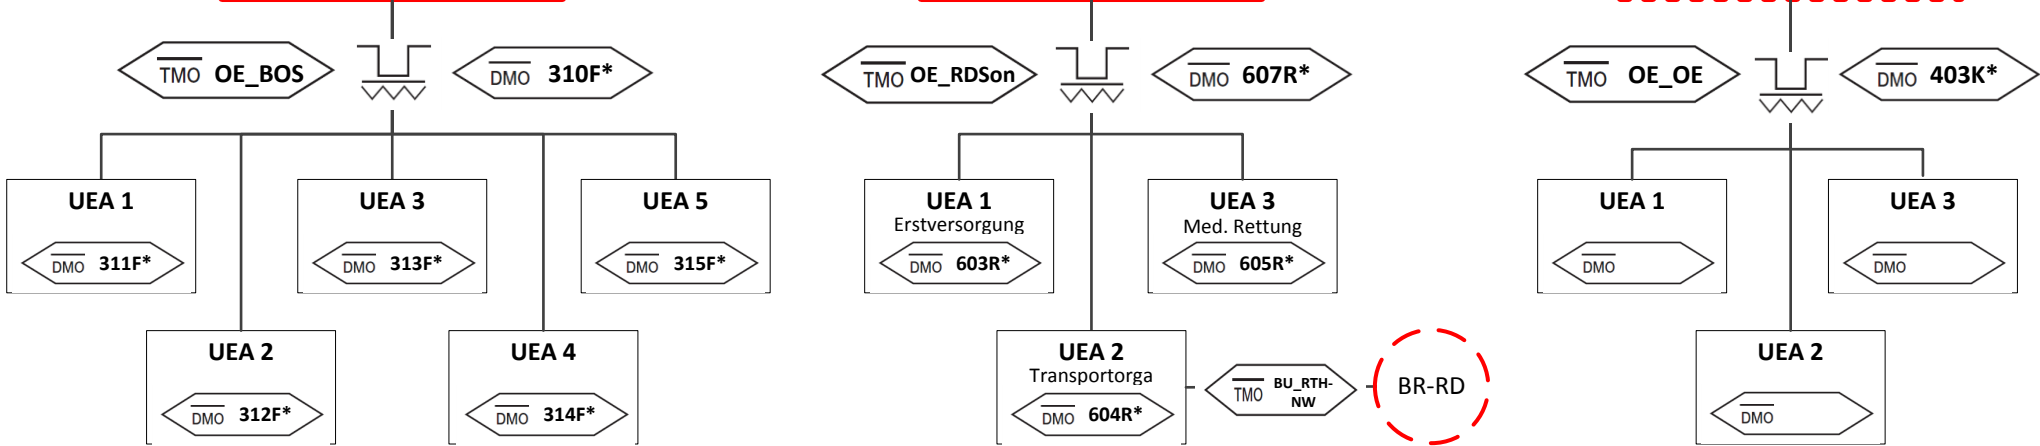 TMO OE_BOS
DMO 310F*
UEA 1
DMO 311F*
UEA 3
DMO 313F*
UEA 5
DMO 315F*
UEA 2
DMO 312F*
UEA 4
DMO 314F*
TMO OE_RDSon
DMO 607R*
UEA 1
Erstversorgung
DMO 603R*
UEA 3
Med. Rettung
DMO 605R*
UEA 2
Transportorga
DMO 604R*
TMO BU_RTH-
NW
BR-RD
TMO OE_OE
DMO 403K*
UEA 1
DMO
UEA 3
DMO
UEA 2
DMO